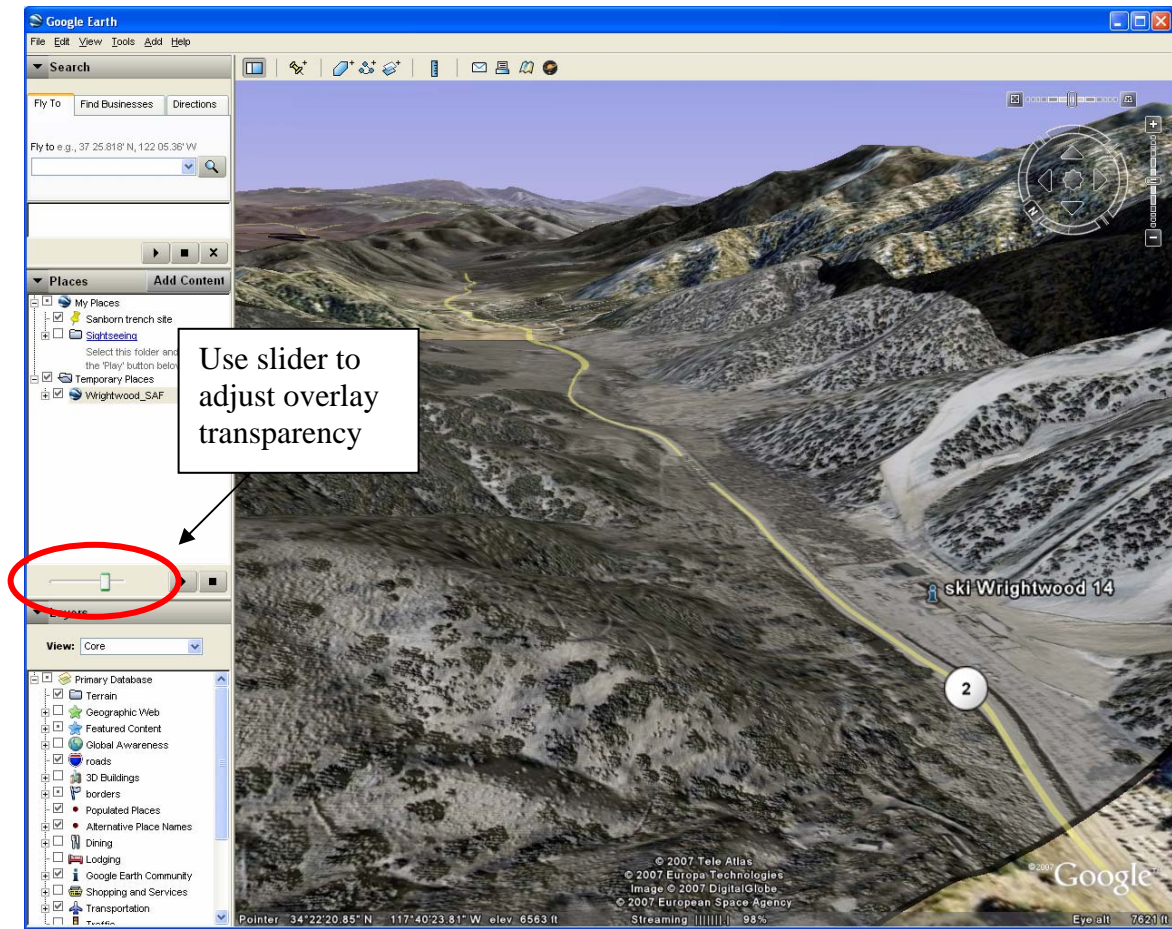 Google Earth
File Edit View Tools Add Help
Search
Fly To Find Businesses Directions
Fly to e.g., 37 25.818' N, 122 05.36' W
Places Add Content
My Places
Sanborn trench site
Sightseeing
Select this folder and
the 'Play' button below
Temporary Places
Wrightwood_SAF
Use slider to
adjust overlay
transparency
Layers
View: Core
Primary Database
Terrain
Geographic Web
Featured Content
Global Awareness
roads
3D Buildings
borders
Populated Places
Alternative Place Names
Dining
Lodging
Google Earth Community
Shopping and Services
Transportation
Traffic
N
ski Wrightwood 14
2
© 2007 Tele Atlas
© 2007 Europa Technologies
Image © 2007 DigitalGlobe
© 2007 European Space Agency
© 2007 Google
Pointer 34°22'20.85" N 117°40'23.81" W elev 6563 ft Streaming |||||||.| 98% Eye alt 7621 ft